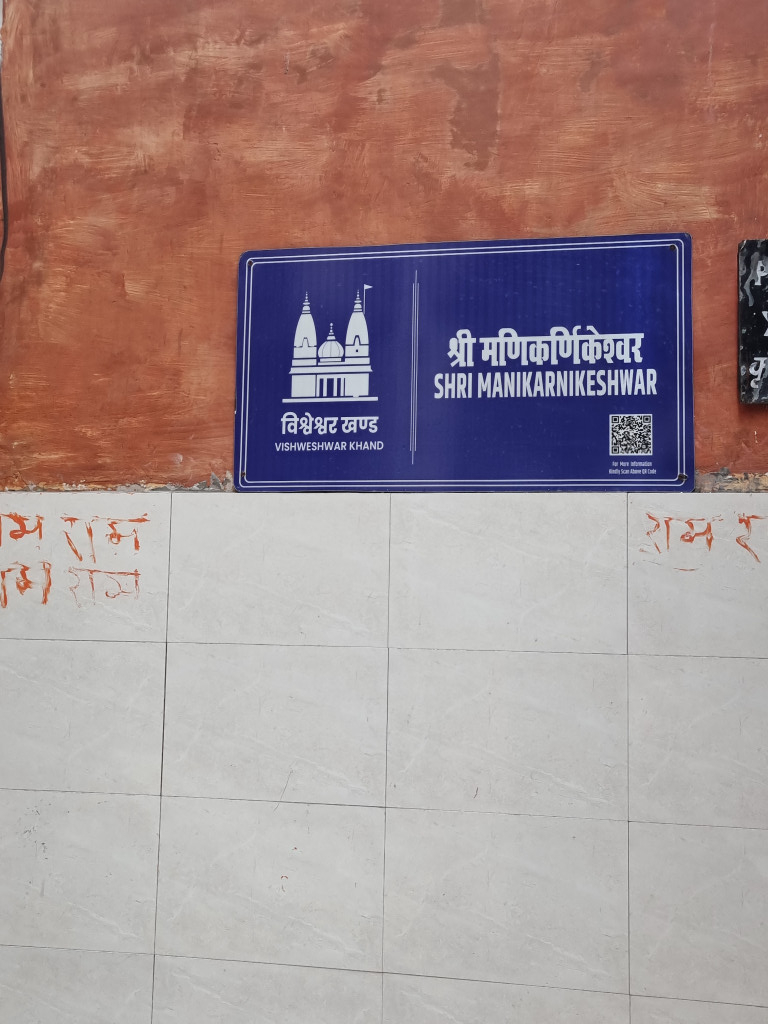 विश्वेश्वर खण्ड
VISHWESHWAR KHAND
श्री मणिकर्णिकेश्वर
SHRI MANIKARNIKESHWAR
For More Information
Kindly Scan Above QR Code
राम राम
राम राम
राम